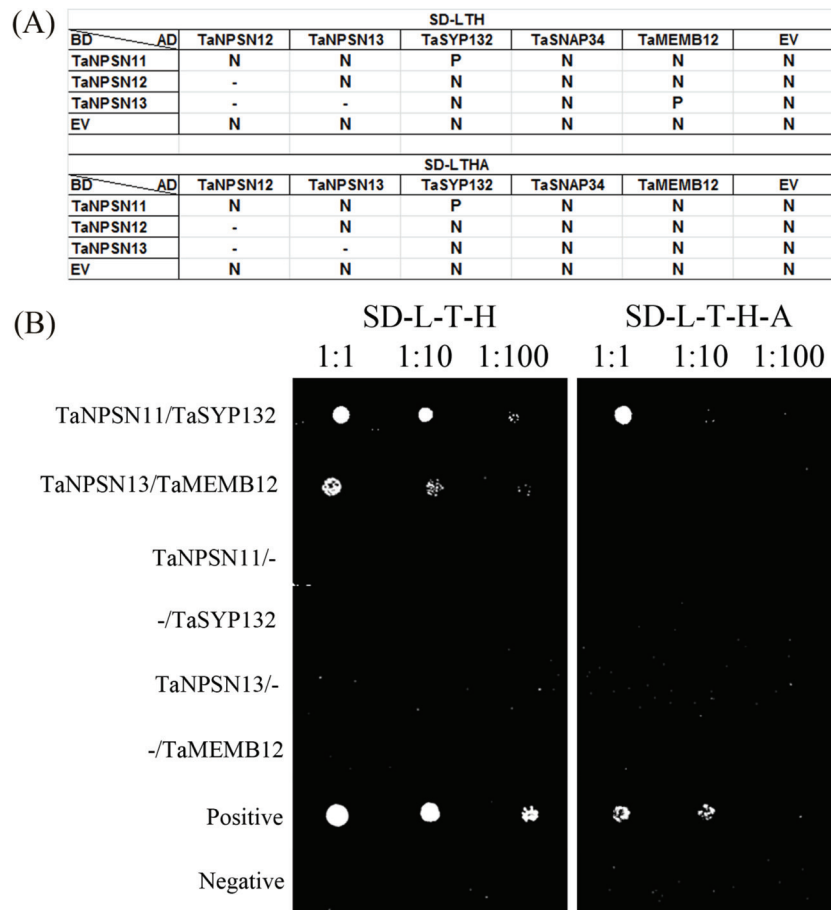 (A)
SD-LTH
BD AD TaNPSN12 TaNPSN13 TaSYP132 TaSNAP34 TaMEMB12 EV
TaNPSN11 N N P N N N
TaNPSN12 - N N N N N
TaNPSN13 - - N N P N
EV N N N N N N
SD-LTHA
BD AD TaNPSN12 TaNPSN13 TaSYP132 TaSNAP34 TaMEMB12 EV
TaNPSN11 N N P N N N
TaNPSN12 - N N N N N
TaNPSN13 - - N N N N
EV N N N N N N
(B)
SD-L-T-H SD-L-T-H-A
1:1 1:10 1:100 1:1 1:10 1:100
TaNPSN11/TaSYP132
TaNPSN13/TaMEMB12
TaNPSN11/-
-/TaSYP132
TaNPSN13/-
-/TaMEMB12
Positive
Negative